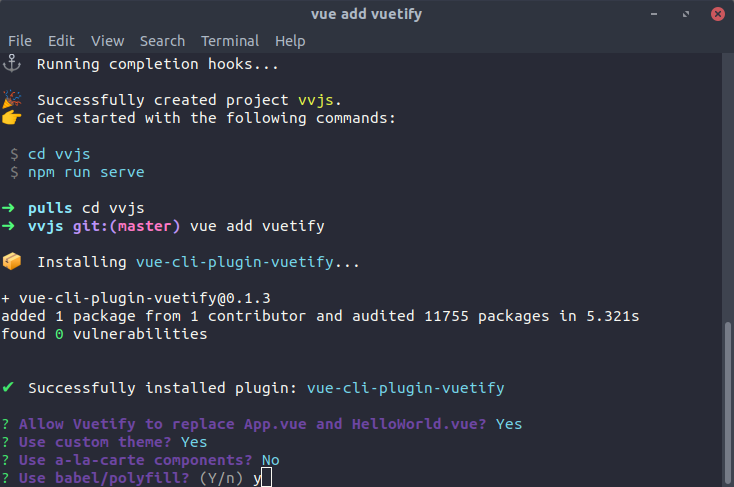 vue add vuetify
File Edit View Search Terminal Help
Running completion hooks...
Successfully created project vvjs.
Get started with the following commands:
$ cd vvjs
$ npm run serve
➜ pulls cd vvjs
➜ vvjs git:(master) vue add vuetify
Installing vue-cli-plugin-vuetify...
+ vue-cli-plugin-vuetify@0.1.3
added 1 package from 1 contributor and audited 11755 packages in 5.321s
found 0 vulnerabilities
✔ Successfully installed plugin: vue-cli-plugin-vuetify
? Allow Vuetify to replace App.vue and HelloWorld.vue? Yes
? Use custom theme? Yes
? Use a-la-carte components? No
? Use babel/polyfill? (Y/n) y